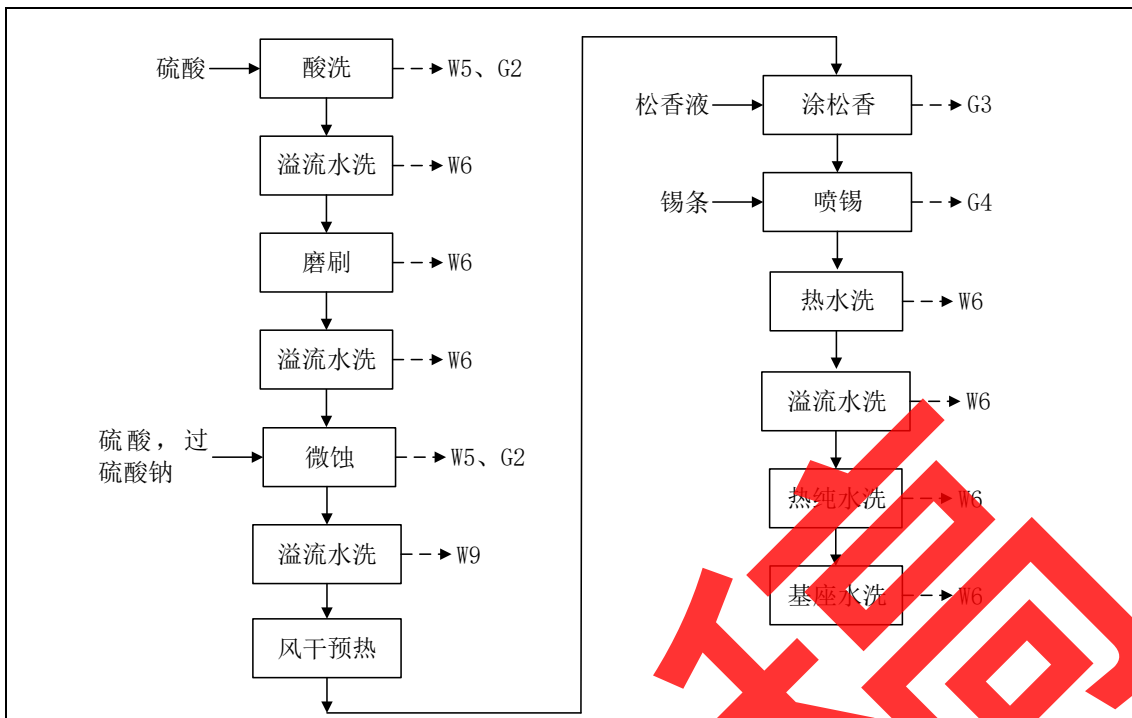 硫酸
酸洗
W5、G2
溢流水洗
W6
磨刷
W6
溢流水洗
W6
硫酸，过
硫酸钠
微蚀
W5、G2
溢流水洗
W9
风干预热
松香液
涂松香
G3
锡条
喷锡
G4
热水洗
W6
溢流水洗
W6
热纯水洗
W6
基座水洗
W6